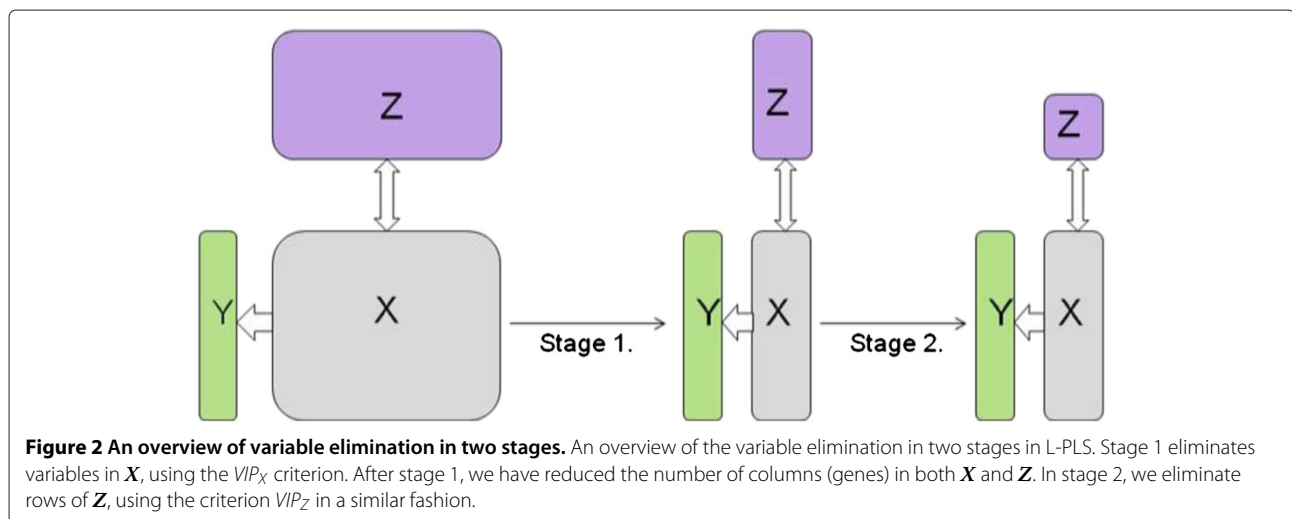 Z
Z
Z
Y
X
Y
X
Y
X
Stage 1.
Stage 2.
Figure 2 An overview of variable elimination in two stages. An overview of the variable elimination in two stages in L-PLS. Stage 1 eliminates
variables in X, using the VIPX criterion. After stage 1, we have reduced the number of columns (genes) in both X and Z. In stage 2, we eliminate
rows of Z, using the criterion VIPZ in a similar fashion.